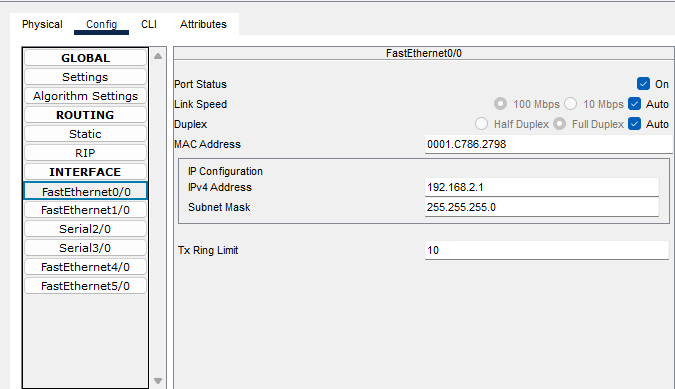 Physical Config CLI Attributes
GLOBAL
Settings
Algorithm Settings
ROUTING
Static
RIP
INTERFACE
FastEthernet0/0
FastEthernet1/0
Serial2/0
Serial3/0
FastEthernet4/0
FastEthernet5/0
FastEthernet0/0
Port Status On
Link Speed 100 Mbps 10 Mbps Auto
Duplex Half Duplex Full Duplex Auto
MAC Address 0001.C786.2798
IP Configuration
IPv4 Address 192.168.2.1
Subnet Mask 255.255.255.0
Tx Ring Limit 10